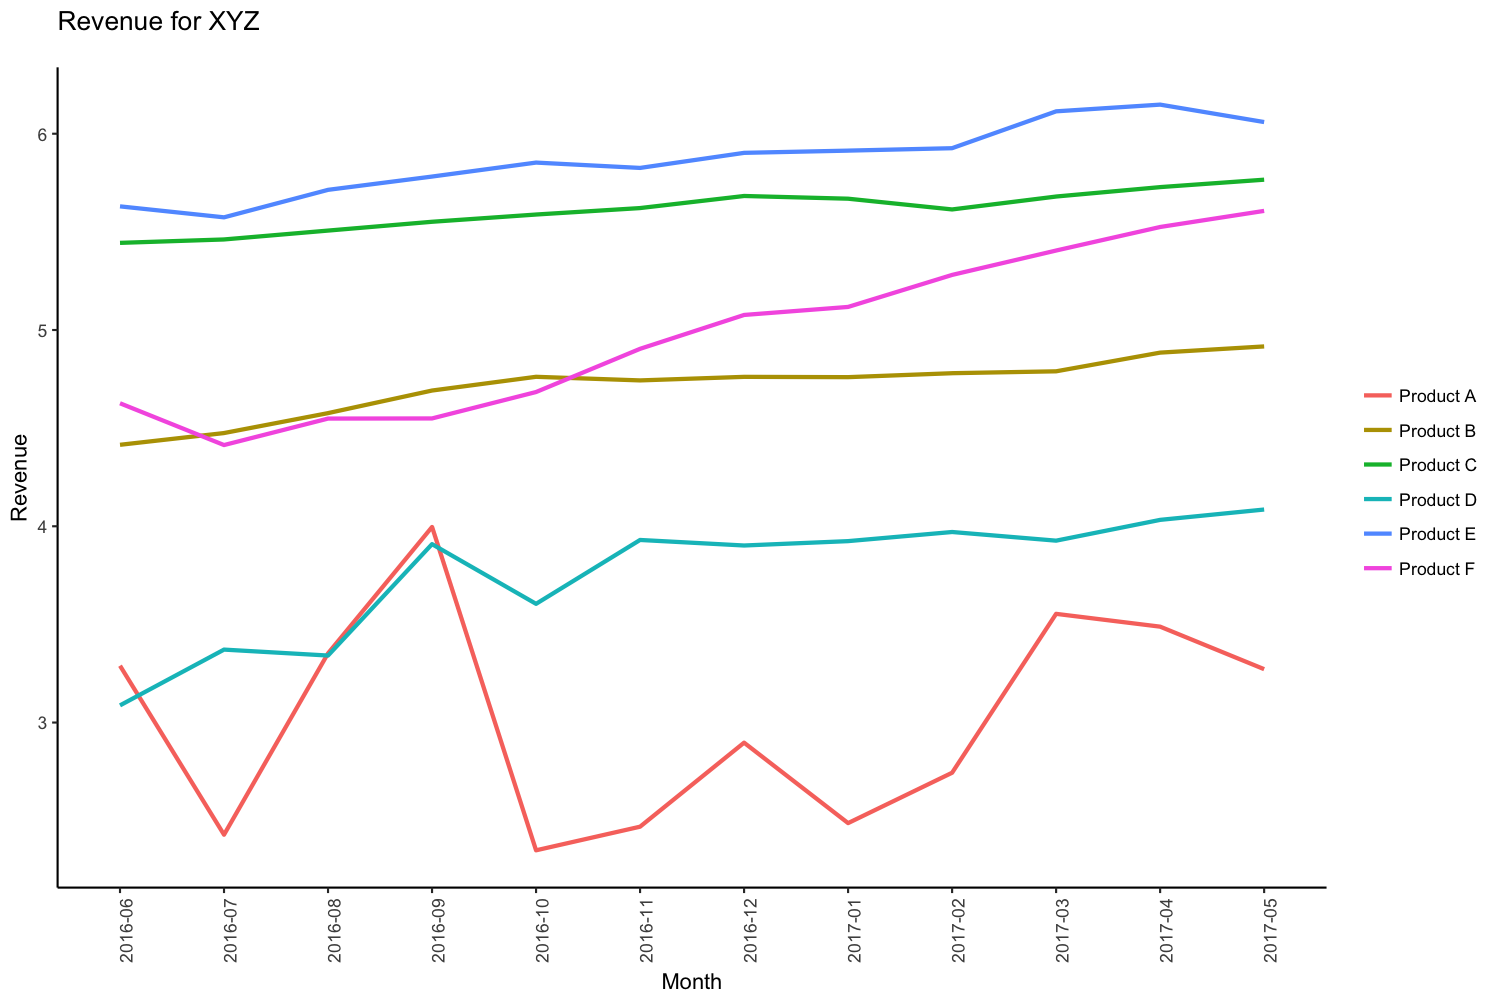 Revenue for XYZ
Revenue
6
5
4
3
2016-06
2016-07
2016-08
2016-09
2016-10
2016-11
2016-12
2017-01
2017-02
2017-03
2017-04
2017-05
Month
Product A
Product B
Product C
Product D
Product E
Product F